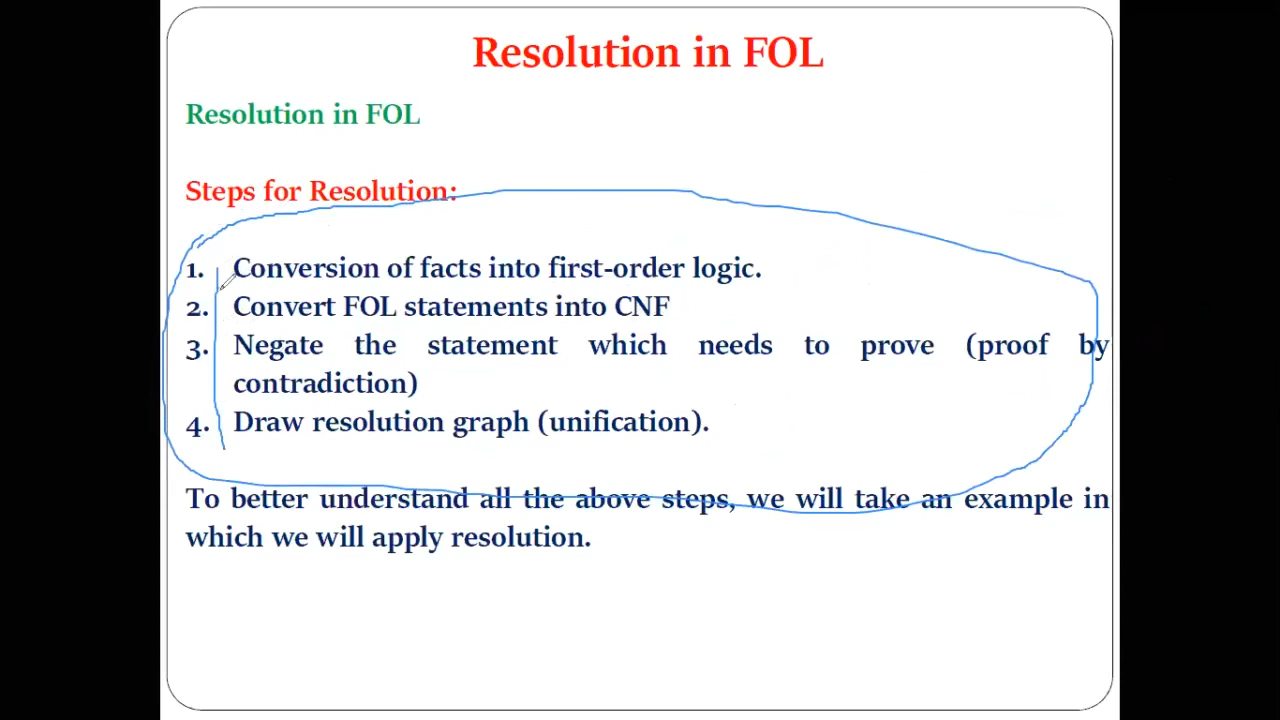 Resolution in FOL
Resolution in FOL
Steps for Resolution:
1. Conversion of facts into first-order logic.
2. Convert FOL statements into CNF
3. Negate the statement which needs to prove (proof by
contradiction)
4. Draw resolution graph (unification).
To better understand all the above steps, we will take an example in
which we will apply resolution.